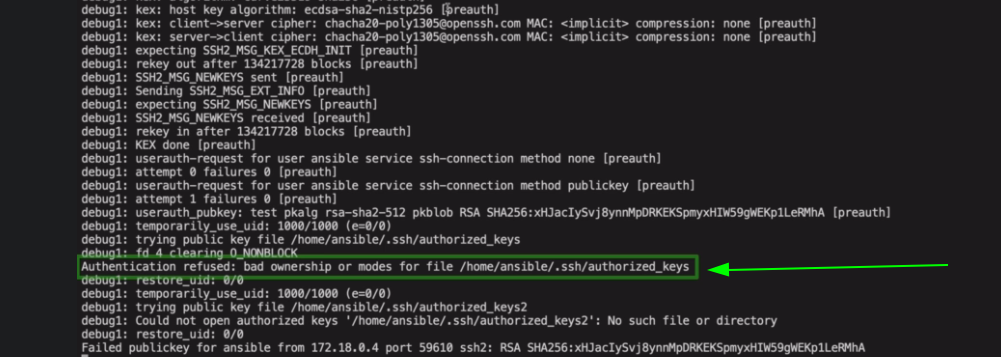 debug1: kex: host key algorithm: ecdsa-sha2-nistp256 [preauth]
debug1: kex: client->server cipher: chacha20-poly1305@openssh.com MAC: <implicit> compression: none [preauth]
debug1: kex: server->client cipher: chacha20-poly1305@openssh.com MAC: <implicit> compression: none [preauth]
debug1: expecting SSH2_MSG_KEX_ECDH_INIT [preauth]
debug1: rekey out after 134217728 blocks [preauth]
debug1: SSH2_MSG_NEWKEYS sent [preauth]
debug1: Sending SSH2_MSG_EXT_INFO [preauth]
debug1: expecting SSH2_MSG_NEWKEYS [preauth]
debug1: SSH2_MSG_NEWKEYS received [preauth]
debug1: rekey in after 134217728 blocks [preauth]
debug1: KEX done [preauth]
debug1: userauth-request for user ansible service ssh-connection method none [preauth]
debug1: attempt 0 failures 0 [preauth]
debug1: userauth-request for user ansible service ssh-connection method publickey [preauth]
debug1: attempt 1 failures 0 [preauth]
debug1: userauth_pubkey: test pkalg rsa-sha2-512 pkblob RSA SHA256:xHJacIySvj8ynnMpDRKEKSpmyxHIW59gWEKp1LeRMhA [preauth]
debug1: temporarily_use_uid: 1000/1000 (e=0/0)
debug1: trying public key file /home/ansible/.ssh/authorized_keys
debug1: fd 4 clearing O_NONBLOCK
Authentication refused: bad ownership or modes for file /home/ansible/.ssh/authorized_keys
debug1: restore_uid: 0/0
debug1: temporarily_use_uid: 1000/1000 (e=0/0)
debug1: trying public key file /home/ansible/.ssh/authorized_keys2
debug1: Could not open authorized keys '/home/ansible/.ssh/authorized_keys2': No such file or directory
debug1: restore_uid: 0/0
Failed publickey for ansible from 172.18.0.4 port 59610 ssh2: RSA SHA256:xHJacIySvj8ynnMpDRKEKSpmyxHIW59gWEKp1LeRMhA